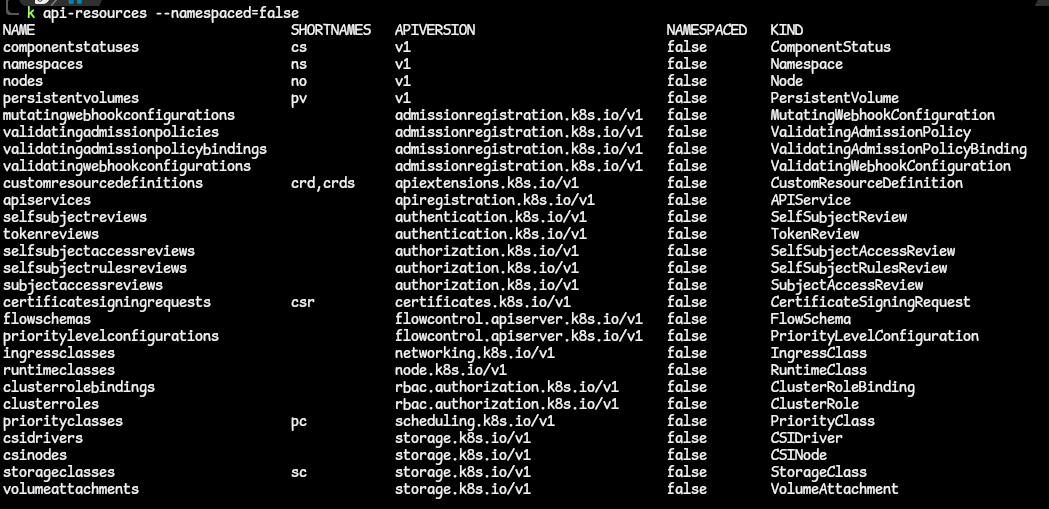 k api-resources --namespaced=false
NAME SHORTNAMES APIVERSION NAMESPACED KIND
componentstatuses cs v1 false ComponentStatus
namespaces ns v1 false Namespace
nodes no v1 false Node
persistentvolumes pv v1 false PersistentVolume
mutatingwebhookconfigurations admissionregistration.k8s.io/v1 false MutatingWebhookConfiguration
validatingadmissionpolicies admissionregistration.k8s.io/v1 false ValidatingAdmissionPolicy
validatingadmissionpolicybindings admissionregistration.k8s.io/v1 false ValidatingAdmissionPolicyBinding
validatingwebhookconfigurations admissionregistration.k8s.io/v1 false ValidatingWebhookConfiguration
customresourcedefinitions crd,crds apiextensions.k8s.io/v1 false CustomResourceDefinition
apiservices apiregistration.k8s.io/v1 false APIService
selfsubjectreviews authentication.k8s.io/v1 false SelfSubjectReview
tokenreviews authentication.k8s.io/v1 false TokenReview
selfsubjectaccessreviews authorization.k8s.io/v1 false SelfSubjectAccessReview
selfsubjectrulesreviews authorization.k8s.io/v1 false SelfSubjectRulesReview
subjectaccessreviews authorization.k8s.io/v1 false SubjectAccessReview
certificatesigningrequests csr certificates.k8s.io/v1 false CertificateSigningRequest
flowschemas flowcontrol.apiserver.k8s.io/v1 false FlowSchema
prioritylevelconfigurations flowcontrol.apiserver.k8s.io/v1 false PriorityLevelConfiguration
ingressclasses networking.k8s.io/v1 false IngressClass
runtimeclasses node.k8s.io/v1 false RuntimeClass
clusterrolebindings rbac.authorization.k8s.io/v1 false ClusterRoleBinding
clusterroles rbac.authorization.k8s.io/v1 false ClusterRole
priorityclasses pc scheduling.k8s.io/v1 false PriorityClass
csidrivers storage.k8s.io/v1 false CSIDriver
csinodes storage.k8s.io/v1 false CSINode
storageclasses sc storage.k8s.io/v1 false StorageClass
volumeattachments storage.k8s.io/v1 false VolumeAttachment